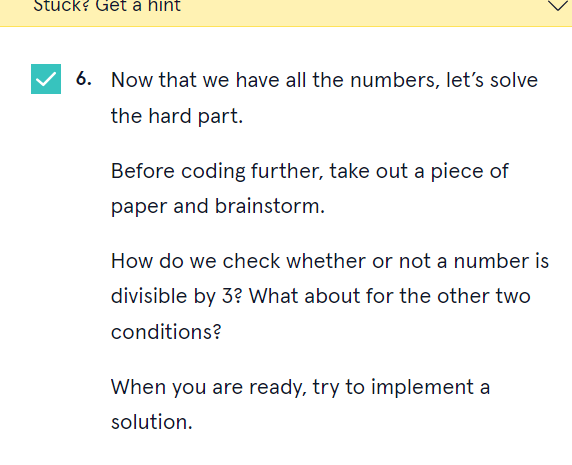 Stuck? Get a hint
6. Now that we have all the numbers, let's solve
the hard part.
Before coding further, take out a piece of
paper and brainstorm.
How do we check whether or not a number is
divisible by 3? What about for the other two
conditions?
When you are ready, try to implement a
solution.